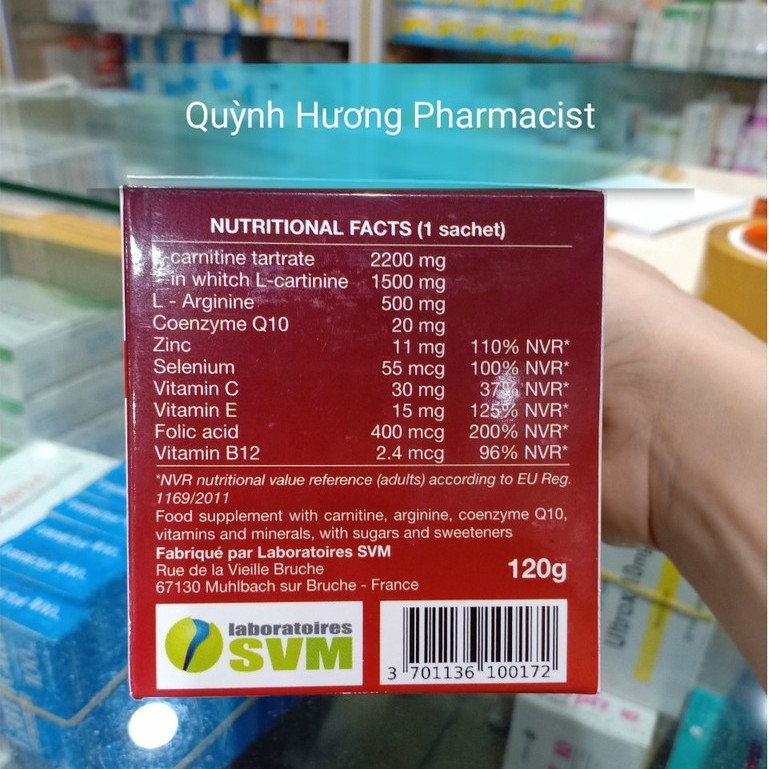 Quỳnh Hương Pharmacist
NUTRITIONAL FACTS (1 sachet)
-carnitine tartrate 2200 mg
-in whitch L-cartinine 1500 mg
L - Arginine 500 mg
Coenzyme Q10 20 mg
Zinc 11 mg 110% NVR*
Selenium 55 mcg 100% NVR*
Vitamin C 30 mg 37% NVR*
Vitamin E 15 mg 125% NVR*
Folic acid 400 mcg 200% NVR*
Vitamin B12 2.4 mcg 96% NVR*
*NVR nutritional value reference (adults) according to EU Reg.
1169/2011
Food supplement with carnitine, arginine, coenzyme Q10,
vitamins and minerals, with sugars and sweeteners
Fabriqué par Laboratoires SVM
Rue de la Vieille Bruche
67130 Muhlbach sur Bruche - France
120g
laboratoires
SVM
3 701136 100172